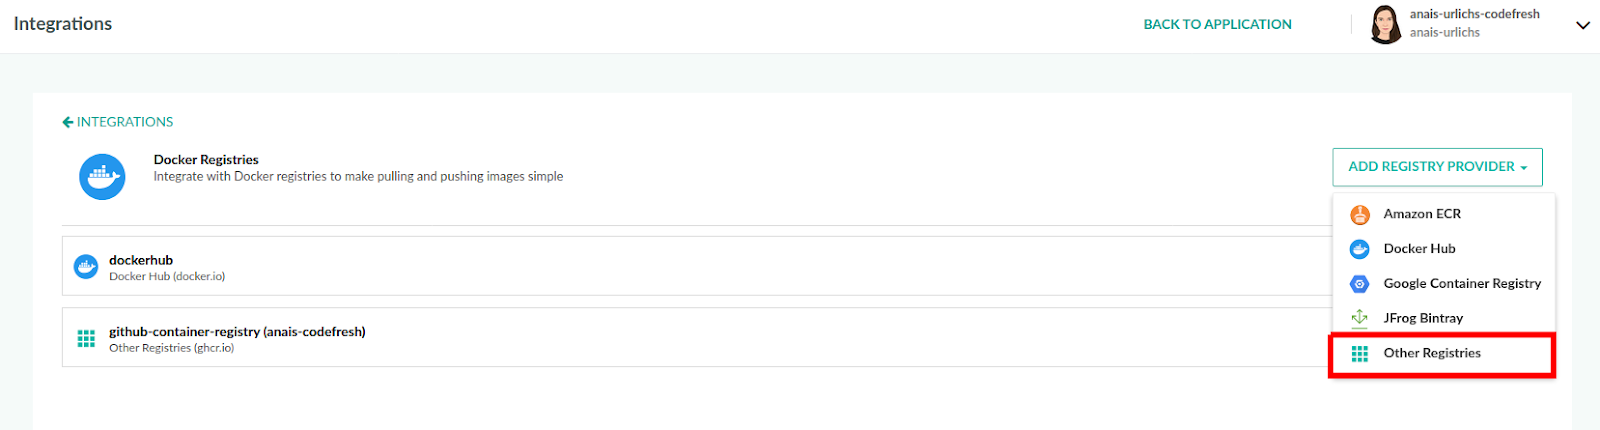 Integrations
BACK TO APPLICATION
anais-urlichs-codefresh
anais-urlichs
INTEGRATIONS
Docker Registries
Integrate with Docker registries to make pulling and pushing images simple
ADD REGISTRY PROVIDER
Amazon ECR
Docker Hub
Google Container Registry
JFrog Bintray
Other Registries
dockerhub
Docker Hub (docker.io)
github-container-registry (anais-codefresh)
Other Registries (ghcr.io)